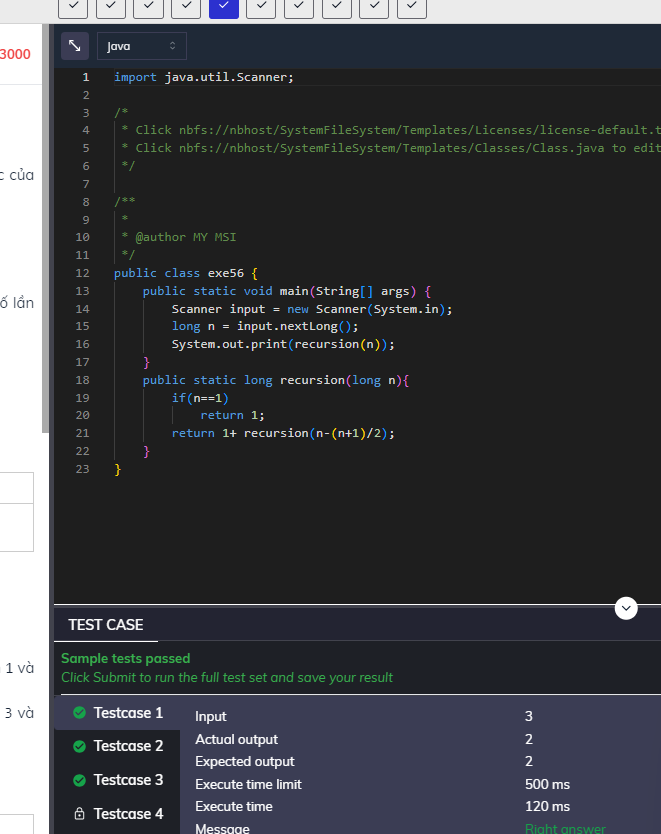 3000
c của
ố lần
1 và
3 và
Java
1 import java.util.Scanner;
2
3 /*
4 * Click nbfs://nbhost/SystemFileSystem/Templates/Licenses/license-default.t
5 * Click nbfs://nbhost/SystemFileSystem/Templates/Classes/Class.java to edit
6 */
7
8 /**
9 *
10 * @author MY MSI
11 */
12 public class exe56 {
13 public static void main(String[] args) {
14 Scanner input = new Scanner(System.in);
15 long n = input.nextLong();
16 System.out.print(recursion(n));
17 }
18 public static long recursion(long n){
19 if(n==1)
20 return 1;
21 return 1+ recursion(n-(n+1)/2);
22 }
23 }
TEST CASE
Sample tests passed
Click Submit to run the full test set and save your result
Testcase 1
Testcase 2
Testcase 3
Testcase 4
Input 3
Actual output 2
Expected output 2
Execute time limit 500 ms
Execute time 120 ms
Message Right answer